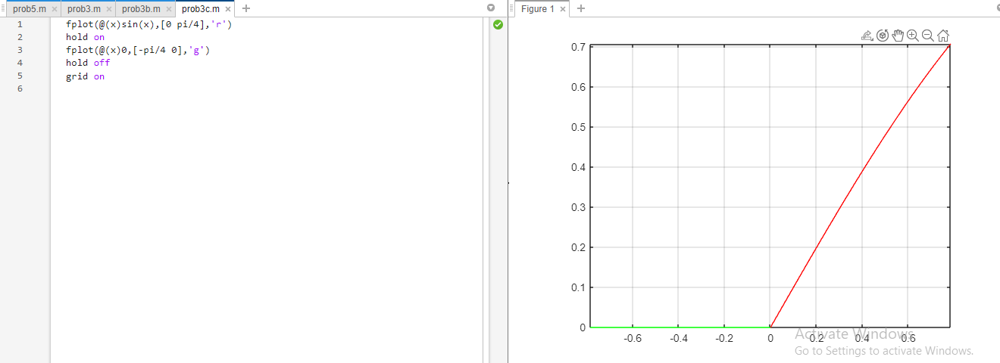 prob5.m × prob3.m × prob3b.m × prob3c.m × +
1 fplot(@(x)sin(x),[0 pi/4],'r')
2 hold on
3 fplot(@(x)0,[-pi/4 0],'g')
4 hold off
5 grid on
6
Figure 1 × +
0.7
0.6
0.5
0.4
0.3
0.2
0.1
0
-0.6 -0.4 -0.2 0 0.2 0.4 0.6
Activate Windows
Go to Settings to activate Windows.